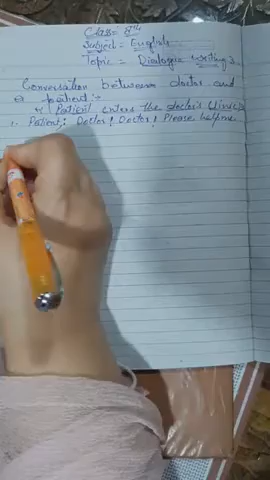 Class = 8th
Subject = English
Topic = Dialogue writing :
Conversation between doctor and
a patient :-
Patient enters the doctor's clinic
Patient: Doctor! Doctor! Please help me